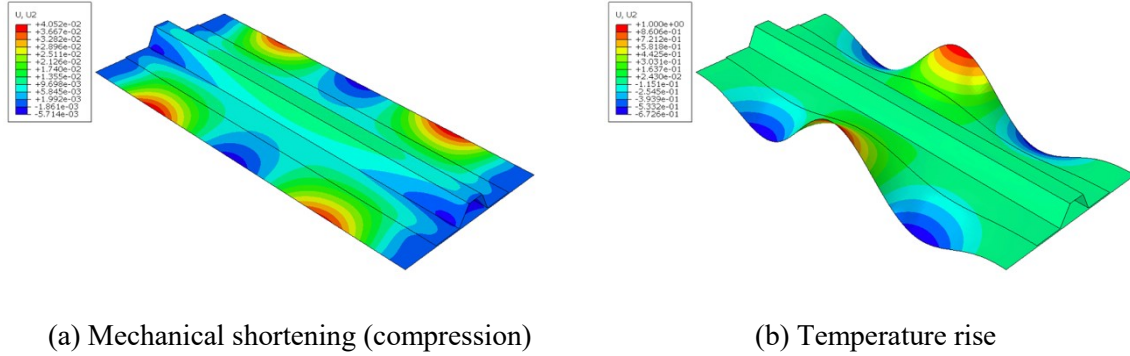 U, U2
+4.052e-02
+3.667e-02
+3.282e-02
+2.896e-02
+2.511e-02
+2.126e-02
+1.740e-02
+1.355e-02
+9.698e-03
+5.845e-03
+1.992e-03
-1.861e-03
-5.714e-03
U, U2
+1.000e+00
+8.606e-01
+7.212e-01
+5.818e-01
+4.425e-01
+3.031e-01
+1.637e-01
+2.430e-02
-1.151e-01
-2.545e-01
-3.939e-01
-5.332e-01
-6.726e-01
(a) Mechanical shortening (compression)
(b) Temperature rise